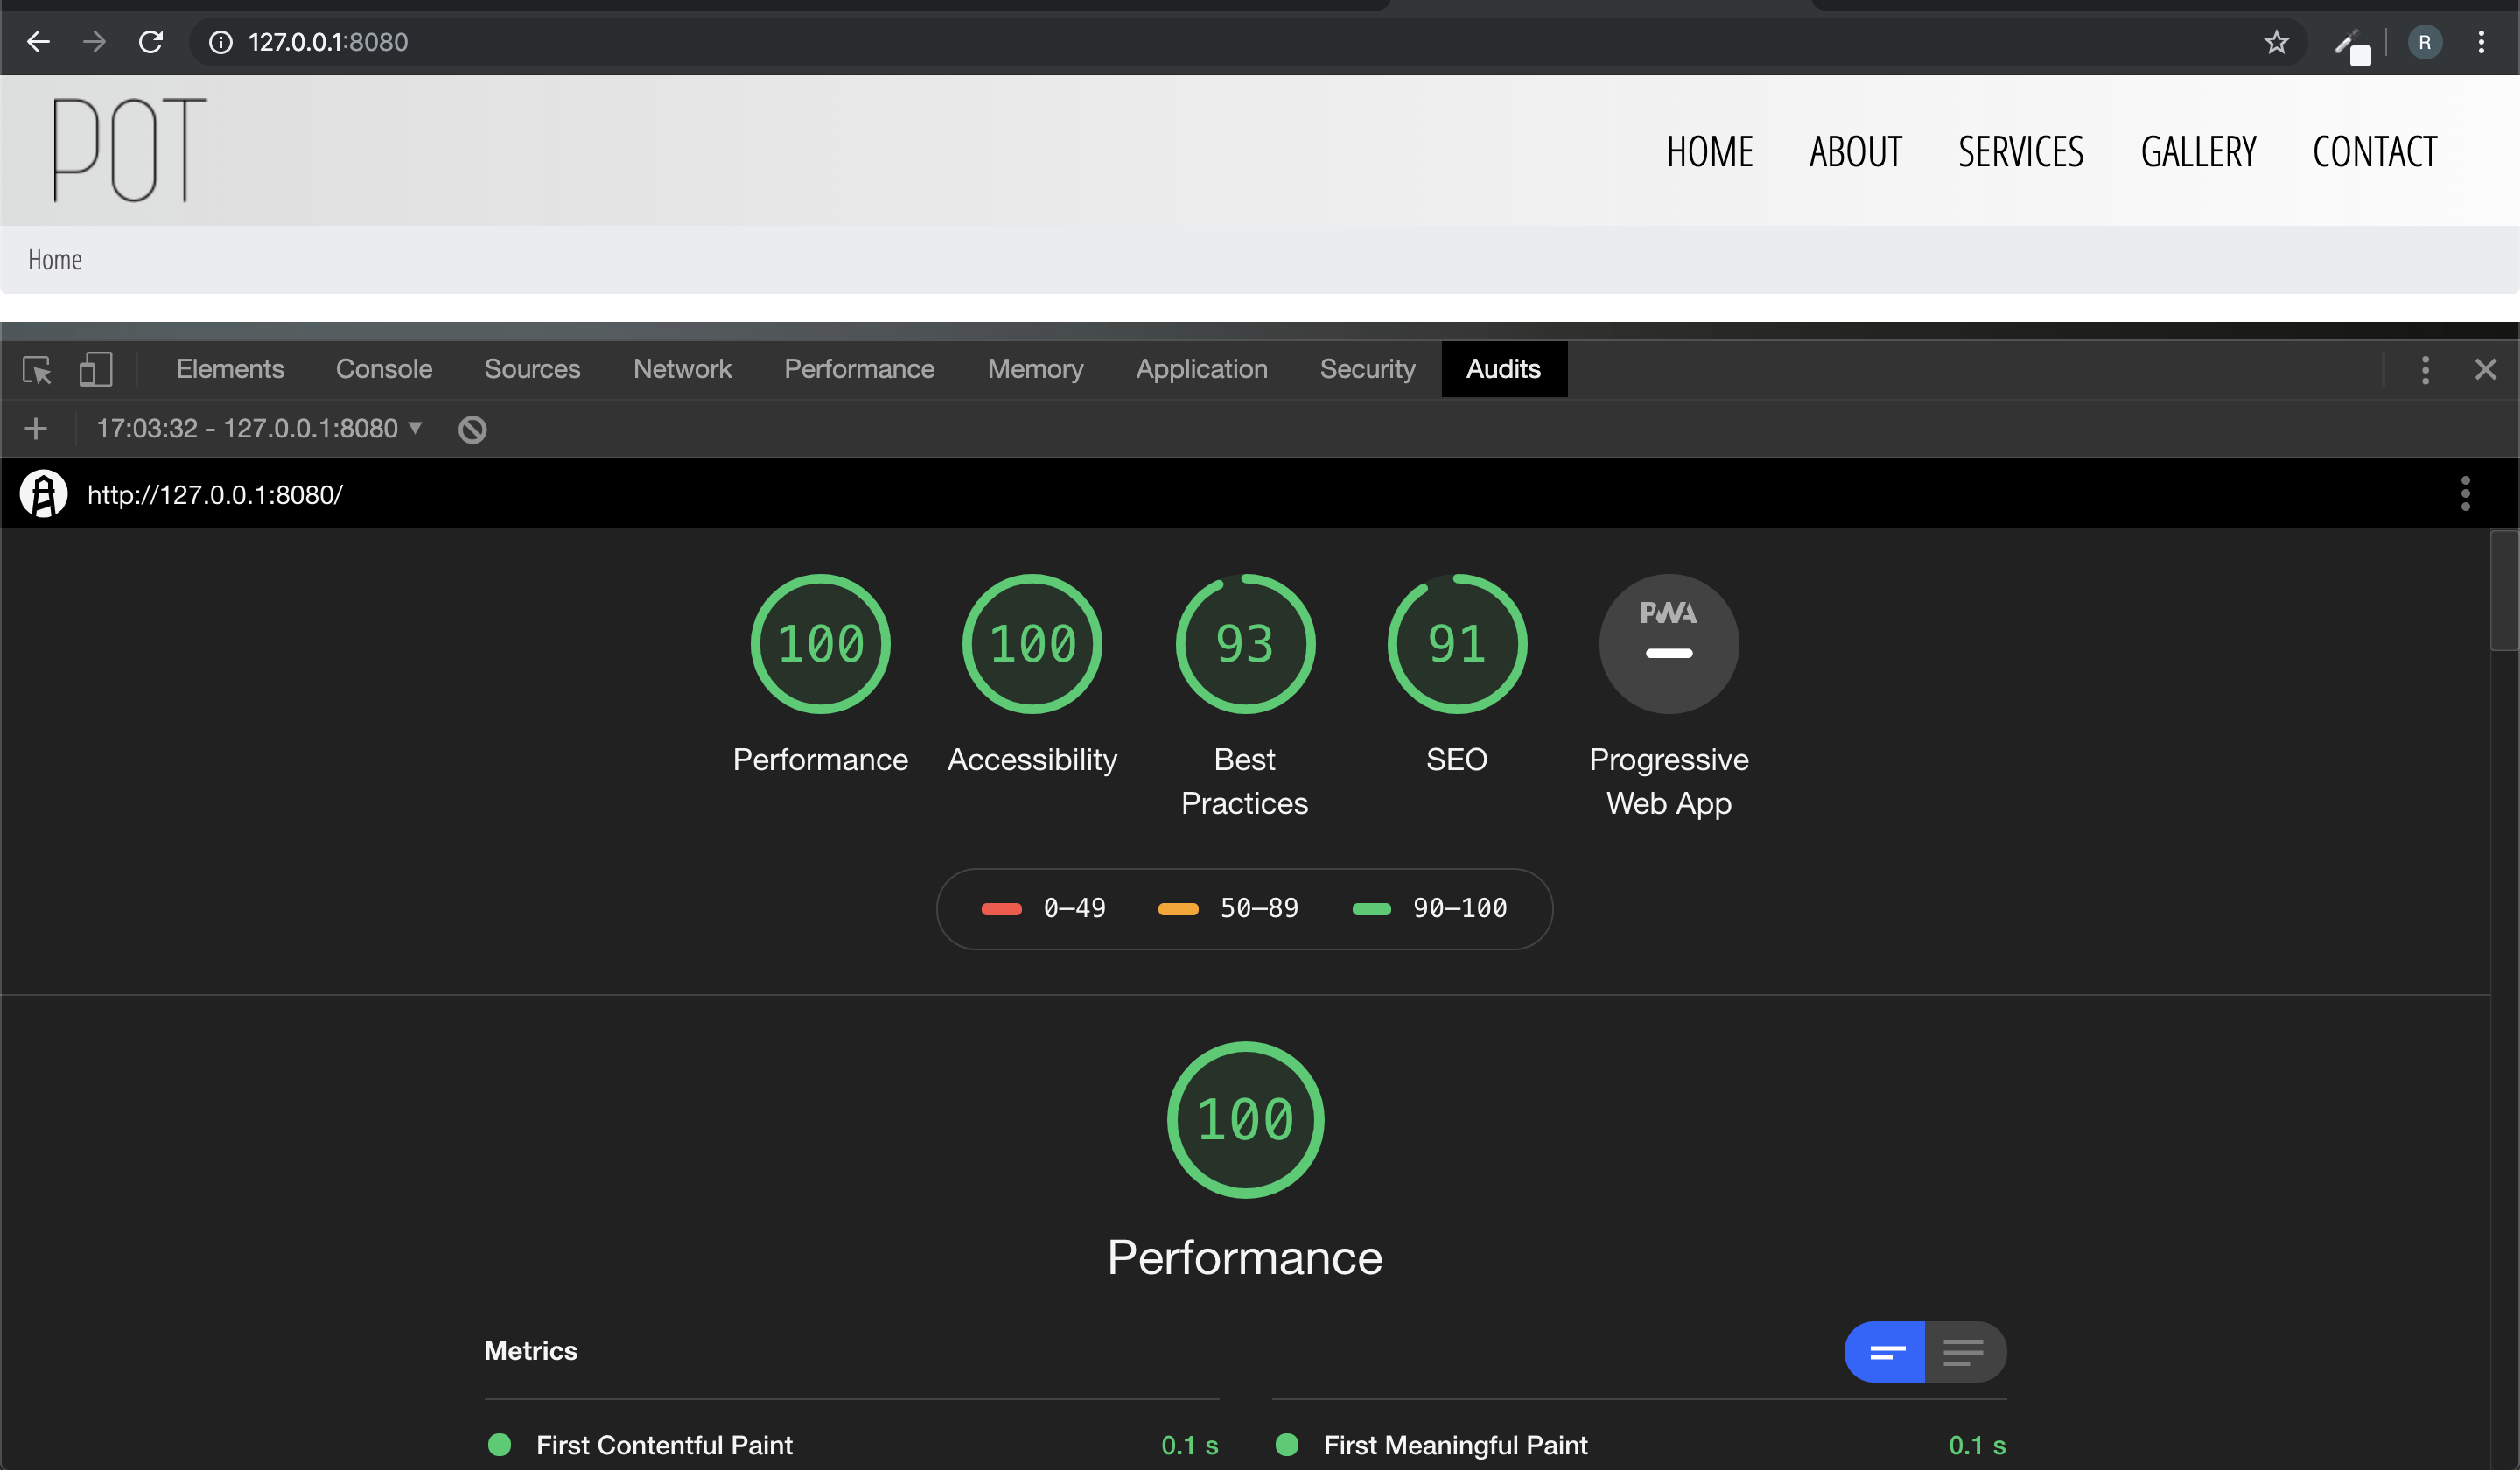 127.0.0.1:8080
R
POT
HOME ABOUT SERVICES GALLERY CONTACT
Home
Elements Console Sources Network Performance Memory Application Security Audits
17:03:32 - 127.0.0.1:8080
http://127.0.0.1:8080/
100 100 93 91 PWA
Performance Accessibility Best Practices SEO Progressive Web App
0–49 50–89 90–100
100
Performance
Metrics
First Contentful Paint 0.1 s First Meaningful Paint 0.1 s